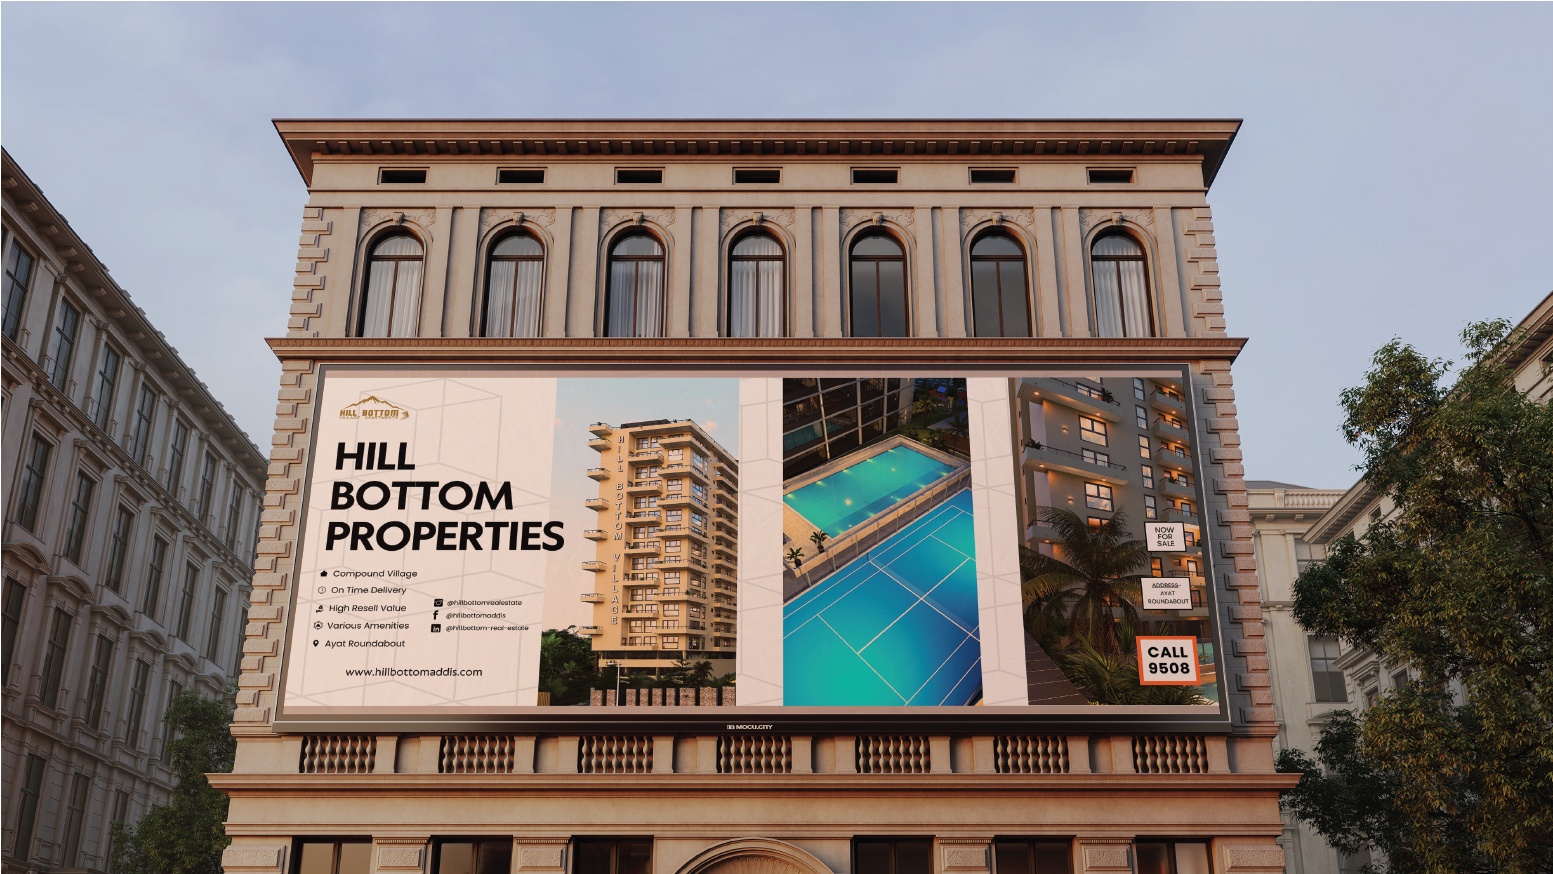 HILL BOTTOM
HILL
BOTTOM
PROPERTIES
Compound Village
On Time Delivery
High Resell Value
Various Amenities
Ayat Roundabout
@hillbottomrealestate
@hillbottomaddis
@hillbottom-real-estate
www.hillbottomaddis.com
HILL BOTTOM VILLAGE
NOW
FOR
SALE
ADDRESS-
AYAT
ROUNDABOUT
CALL
9508
MOCU.CITY